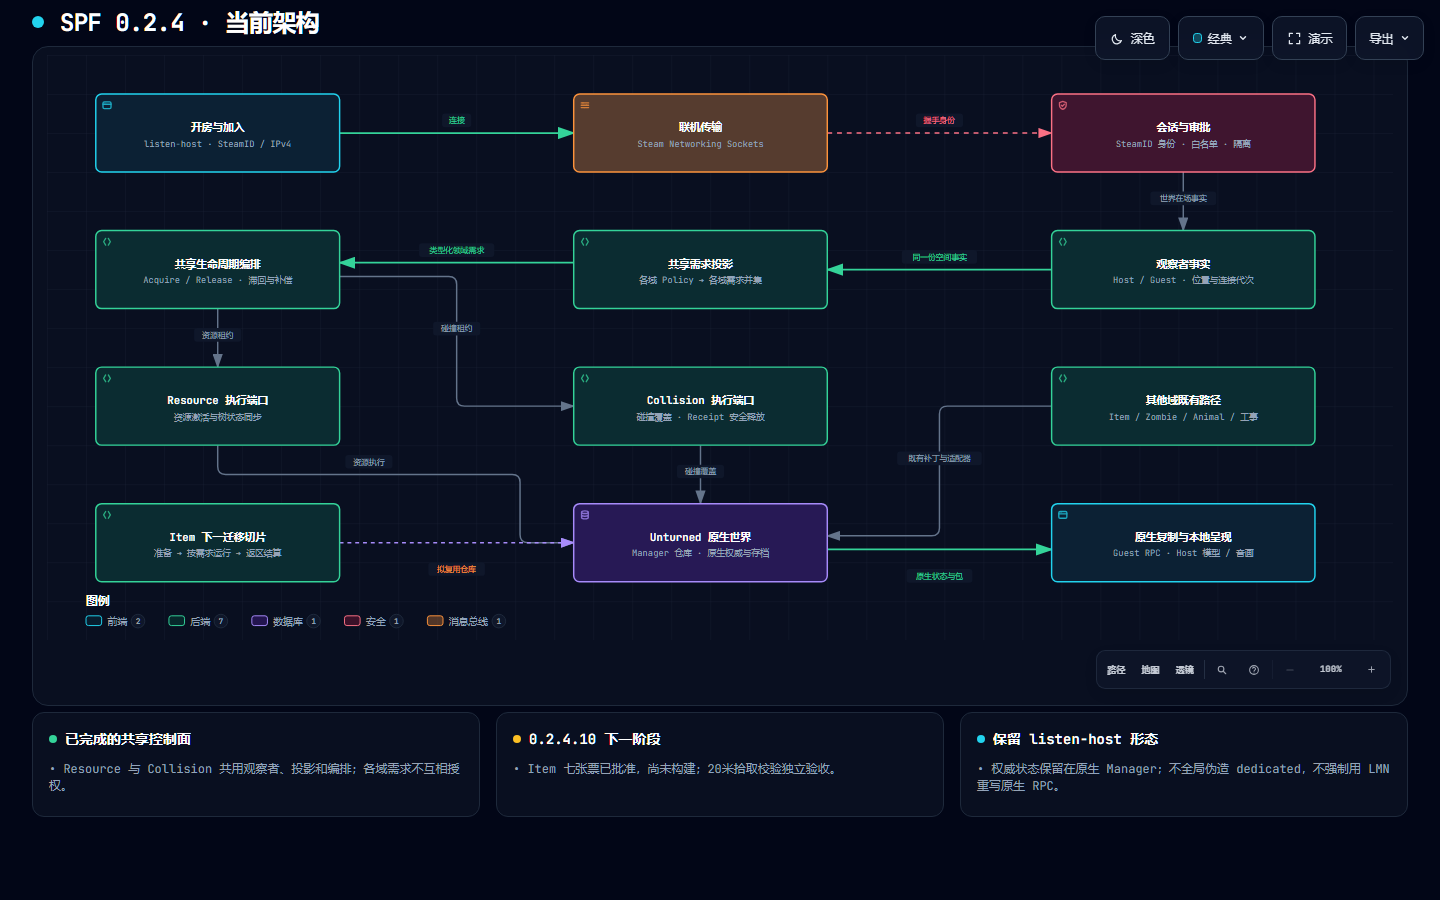 SPF 0.2.4 · 当前架构
深色
经典
演示
导出
开房与加入
listen-host · SteamID / IPv4
连接
联机传输
Steam Networking Sockets
握手身份
会话与审批
SteamID 身份 · 白名单 · 隔离
世界在场事实
共享生命周期编排
Acquire / Release · 滞回与补偿
类型化领域需求
共享需求投影
各域 Policy → 各域需求并集
同一份空间事实
观察者事实
Host / Guest · 位置与连接代次
资源租约
碰撞租约
Resource 执行端口
资源激活与树状态同步
Collision 执行端口
碰撞覆盖 · Receipt 安全释放
其他域既有路径
Item / Zombie / Animal / 工事
资源执行
碰撞覆盖
既有补丁与适配器
Item 下一迁移切片
准备 → 按需求运行 → 返区结算
拟复用仓库
Unturned 原生世界
Manager 仓库 · 原生权威与存档
原生状态与包
原生复制与本地呈现
Guest RPC · Host 模型 / 音画
图例
前端 2
后端 7
数据库 1
安全 1
消息总线 1
路径
地图
透镜
100%
已完成的共享控制面
• Resource 与 Collision 共用观察者、投影和编排；各域需求不互相授
权。
0.2.4.10 下一阶段
• Item 七张票已批准，尚未构建；20米拾取校验独立验收。
保留 listen-host 形态
• 权威状态保留在原生 Manager；不全局伪造 dedicated，不强制用 LMN
重写原生 RPC。